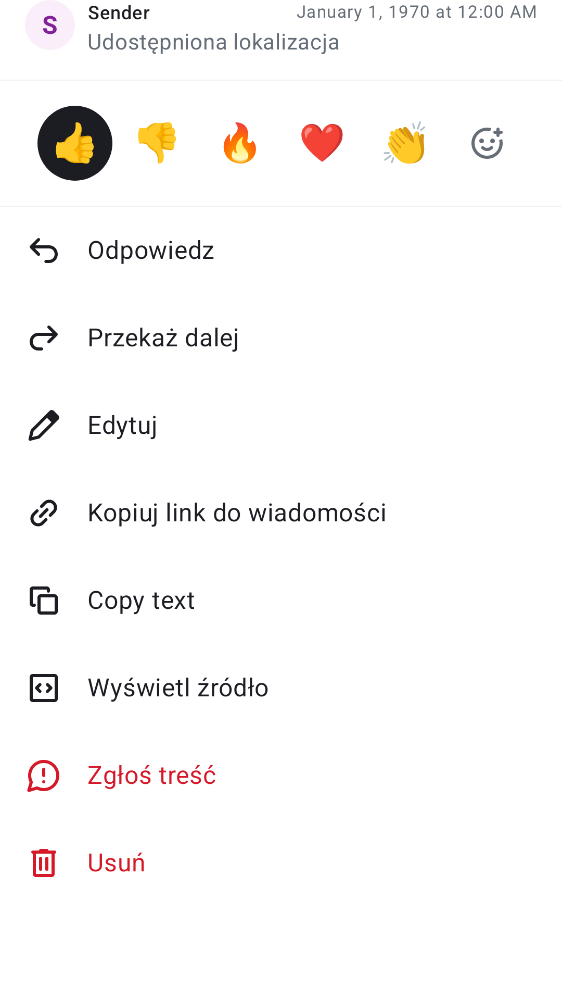 S
Sender
January 1, 1970 at 12:00 AM
Udostępniona lokalizacja
Odpowiedz
Przekaż dalej
Edytuj
Kopiuj link do wiadomości
Copy text
Wyświetl źródło
Zgłoś treść
Usuń